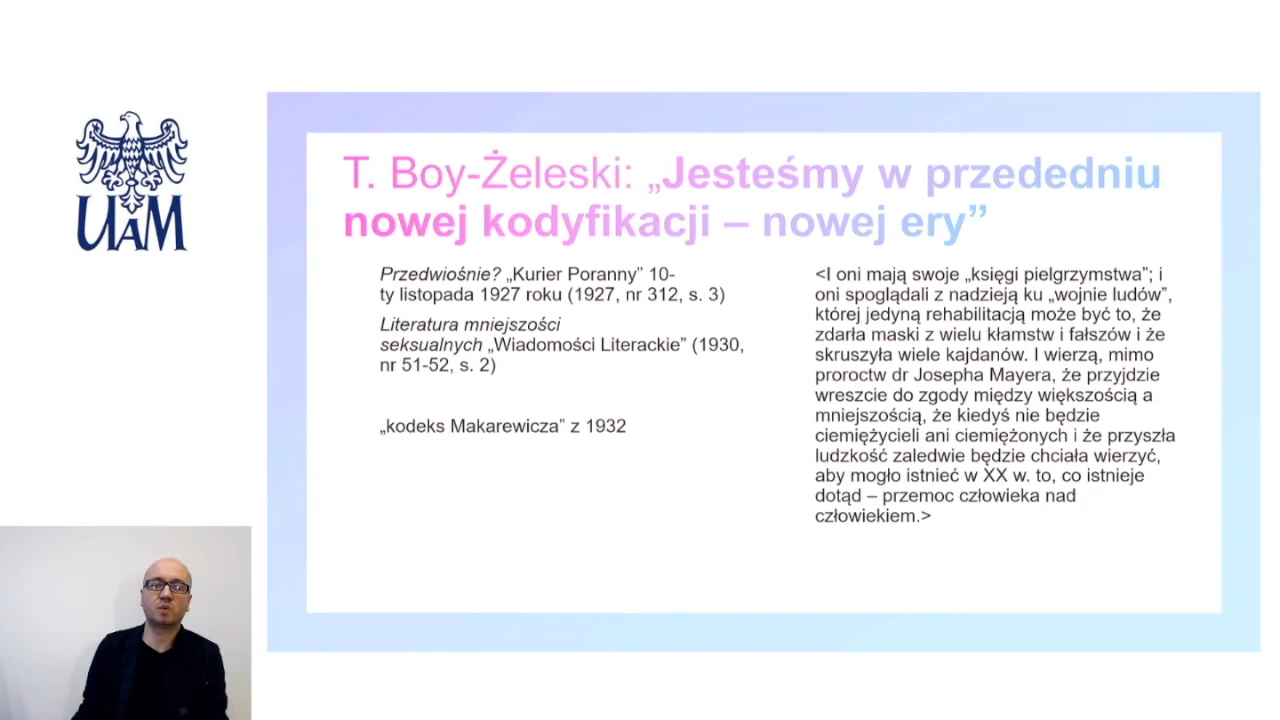 UAM
T. Boy-Żeleski: „Jesteśmy w przededniu
nowej kodyfikacji – nowej ery”
Przedwiośnie? „Kurier Poranny” 10-
ty listopada 1927 roku (1927, nr 312, s. 3)
Literatura mniejszości
seksualnych „Wiadomości Literackie” (1930,
nr 51-52, s. 2)
„kodeks Makarewicza” z 1932
<I oni mają swoje „księgi pielgrzymstwa”; i
oni spoglądali z nadzieją ku „wojnie ludów”,
której jedyną rehabilitacją może być to, że
zdarła maski z wielu kłamstw i fałszów i że
skruszyła wiele kajdanów. I wierzą, mimo
proroctw dr Josepha Mayera, że przyjdzie
wreszcie do zgody między większością a
mniejszością, że kiedyś nie będzie
ciemiężycieli ani ciemiężonych i że przyszła
ludzkość zaledwie będzie chciała wierzyć,
aby mogło istnieć w XX w. to, co istnieje
dotąd – przemoc człowieka nad
człowiekiem.>